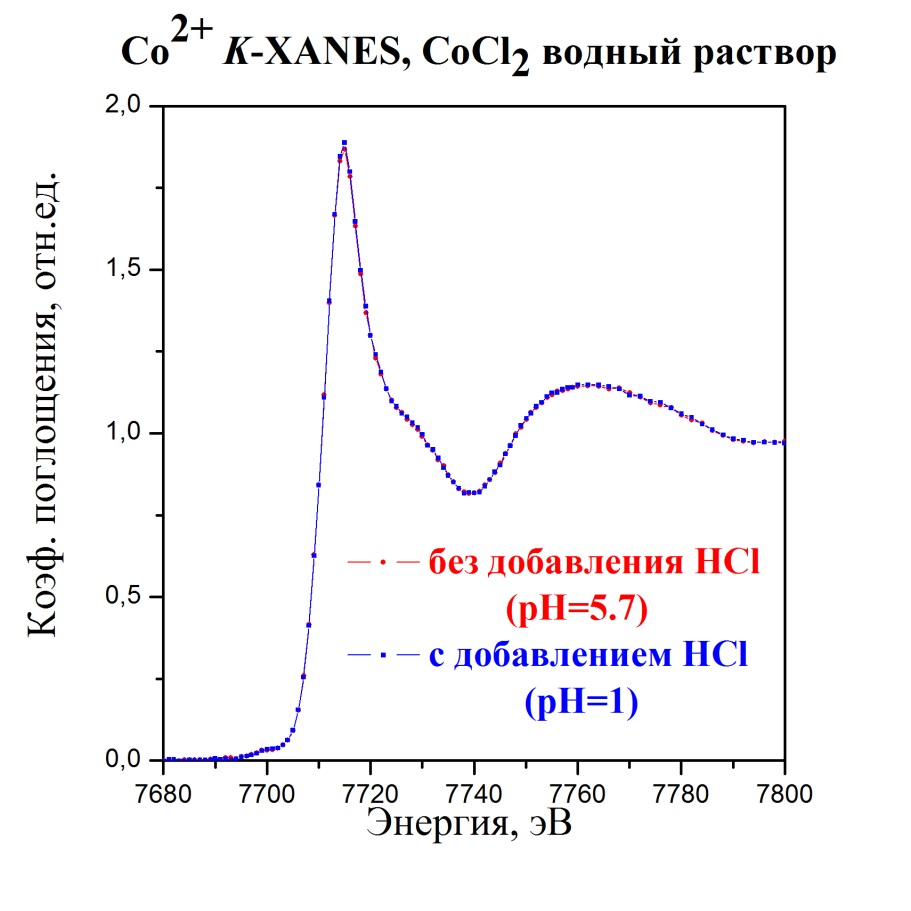 Co2+ K-XANES, CoCl2 водный раствор
Коэф. поглощения, отн.ед.
2,0
1,5
1,0
0,5
0,0
без добавления HCl
(pH=5.7)
с добавлением HCl
(pH=1)
7680 7700 7720 7740 7760 7780 7800
Энергия, эВ